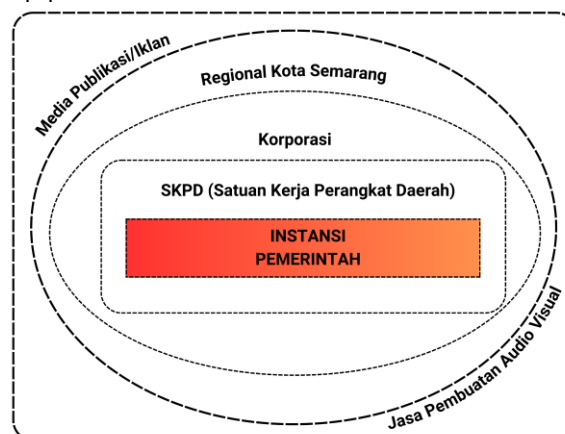 Media Publikasi/Iklan
Regional Kota Semarang
Korporasi
SKPD (Satuan Kerja Perangkat Daerah)
INSTANSI
PEMERINTAH
Jasa Pembuatan Audio Visual